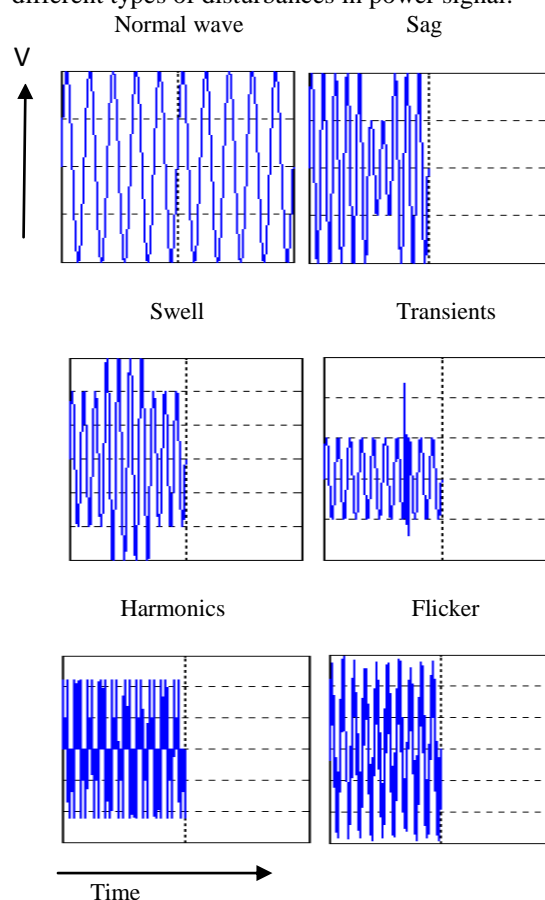 different types of disturbances in power signal.
Normal wave Sag
V
Swell Transients
Harmonics Flicker
Time